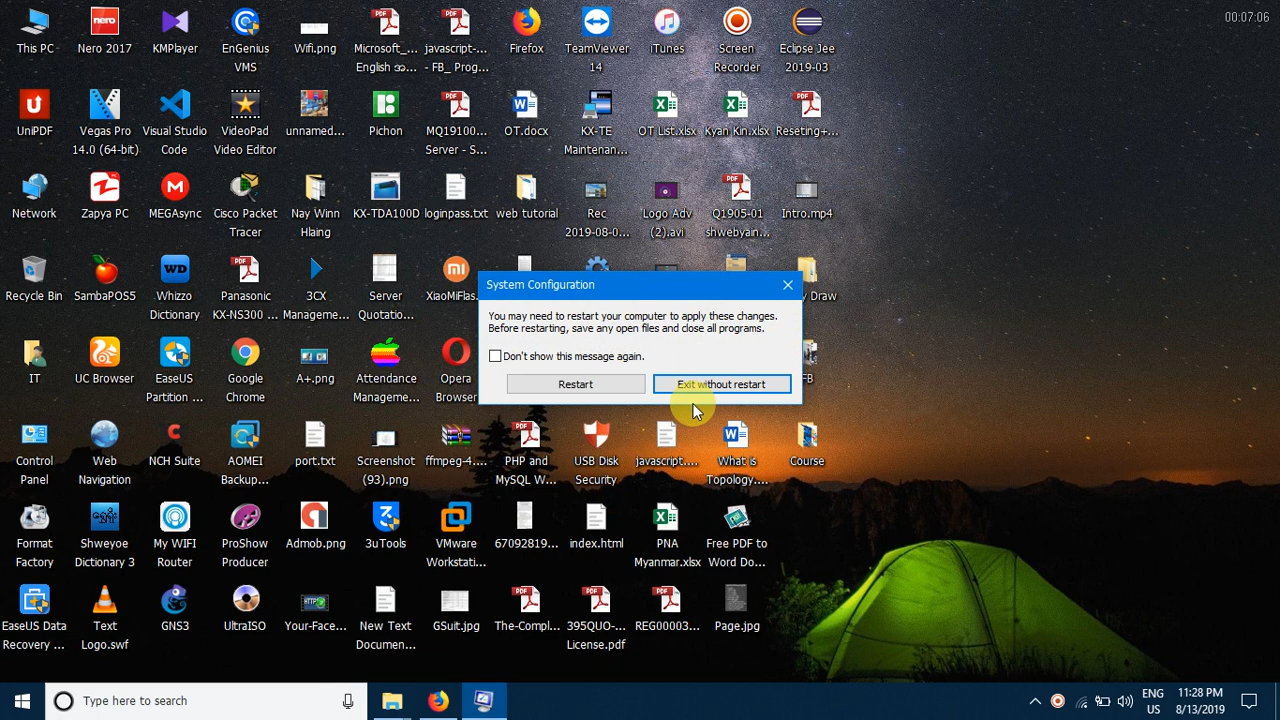 00:07:06
This PC
Nero 2017
KMPlayer
EnGenius
VMS
Wifi.png
Microsoft_...
English အ...
javascript-...
- FB_ Prog...
Firefox
TeamViewer
14
iTunes
Screen
Recorder
Eclipse Jee
2019-03
UniPDF
Vegas Pro
14.0 (64-bit)
Visual Studio
Code
VideoPad
Video Editor
unnamed...
Pichon
MQ19100...
Server - S...
OT.docx
KX-TE
Maintenan...
OT List.xlsx
Kyan Kin.xlsx
Reseting+...
Network
Zapya PC
MEGAsync
Cisco Packet
Tracer
Nay Winn
Hlaing
KX-TDA100D
loginpass.txt
web tutorial
Rec
2019-08-0...
Logo Adv
(2).avi
Q1905-01
shwebyain...
Intro.mp4
Recycle Bin
SambaPOS5
Whizzo
Dictionary
Panasonic
KX-NS300 ...
3CX
Manageme...
Server
Quotatio...
XiaoMiFlas...
y Draw
System Configuration
You may need to restart your computer to apply these changes.
Before restarting, save any open files and close all programs.
Don't show this message again.
Restart
Exit without restart
IT
UC Browser
EaseUS
Partition ...
Google
Chrome
A+.png
Attendance
Manageme...
Opera
Browser
FB
Control
Panel
Web
Navigation
NCH Suite
AOMEI
Backup...
port.txt
Screenshot
(93).png
ffmpeg-4....
PHP and
MySQL W...
USB Disk
Security
javascript....
What is
Topology....
Course
Format
Factory
Shweyoe
Dictionary 3
My WIFI
Router
ProShow
Producer
Admob.png
3uTools
VMware
Workstati...
67092819...
index.html
PNA
Myanmar.xlsx
Free PDF to
Word Do...
EaseUS Data
Recovery ...
Text
Logo.swf
GNS3
UltraISO
Your-Face...
New Text
Documen...
GSuit.jpg
The-Compl...
395QUO-...
License.pdf
REG00003...
Page.jpg
Type here to search
ENG
US
11:28 PM
8/13/2019